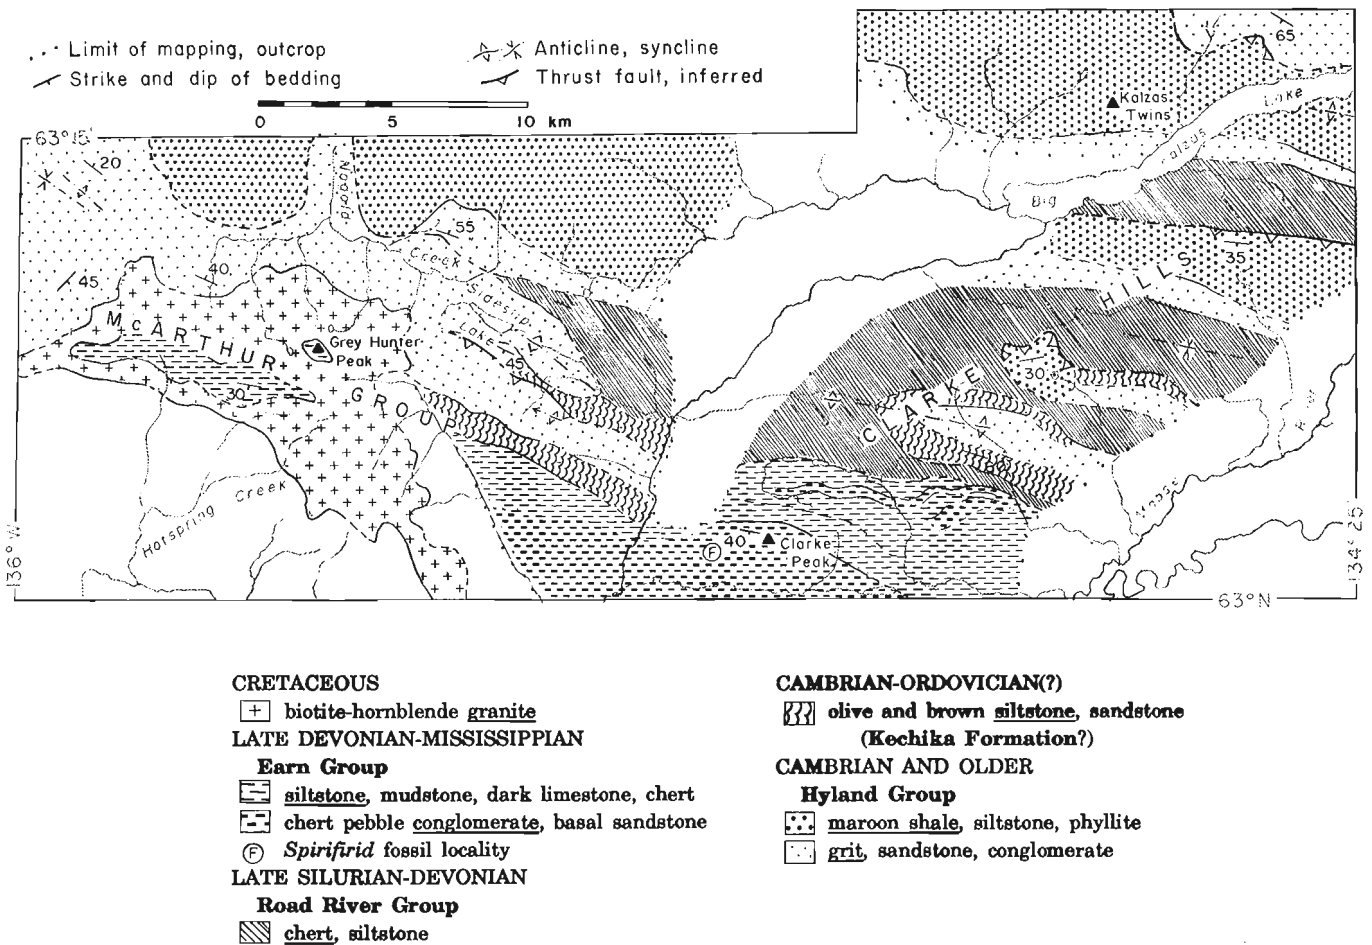 Limit of mapping, outcrop
Strike and dip of bedding
Anticline, syncline
Thrust fault, inferred
0 5 10 km
63°15'
65
Kalzas
Twins
Lake
Kalzas
Big
20
Nogold
55
Creek
40
45
Sideslip
Lake
HILLS
35
McARTHUR
Grey Hunter
Peak
45
30
GROUP
30
CLARKE
40
Hotspring Creek
F
40
Clarke
Peak
Moose
River
136°W
134°25'
63°N
CRETACEOUS
+ biotite-hornblende granite
LATE DEVONIAN-MISSISSIPPIAN
Earn Group
siltstone, mudstone, dark limestone, chert
chert pebble conglomerate, basal sandstone
F Spirifirid fossil locality
LATE SILURIAN-DEVONIAN
Road River Group
chert, siltstone
CAMBRIAN-ORDOVICIAN(?)
olive and brown siltstone, sandstone
(Kechika Formation?)
CAMBRIAN AND OLDER
Hyland Group
maroon shale, siltstone, phyllite
grit, sandstone, conglomerate